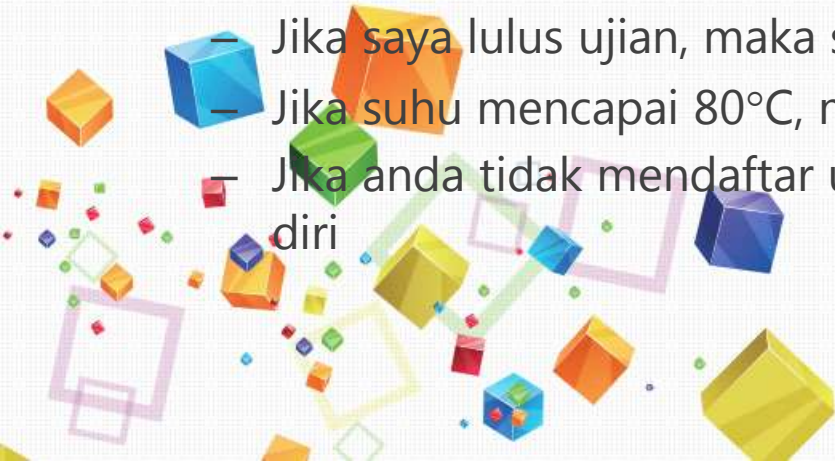 – Jika saya lulus ujian, maka
– Jika suhu mencapai 80°C,
– Jika anda tidak mendaftar
diri